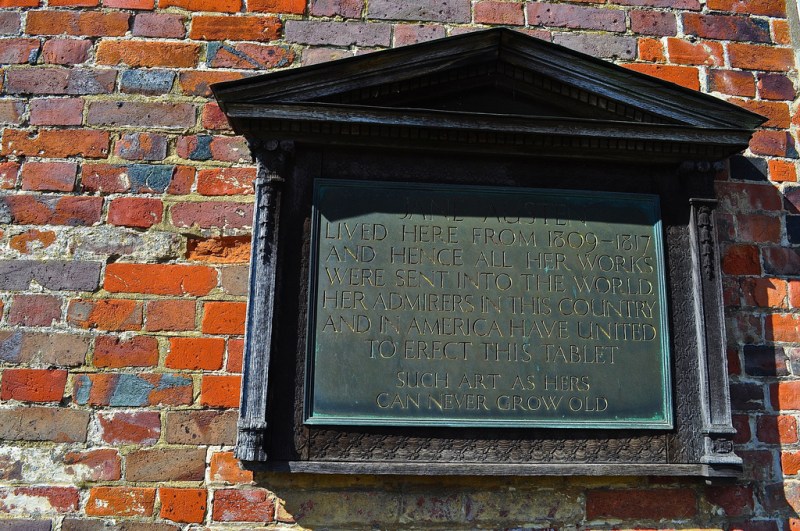 JANE AUSTEN
LIVED HERE FROM 1809-1817
AND HENCE ALL HER WORKS
WERE SENT INTO THE WORLD
HER ADMIRERS IN THIS COUNTRY
AND IN AMERICA HAVE UNITED
TO ERECT THIS TABLET
SUCH ART AS HERS
CAN NEVER GROW OLD